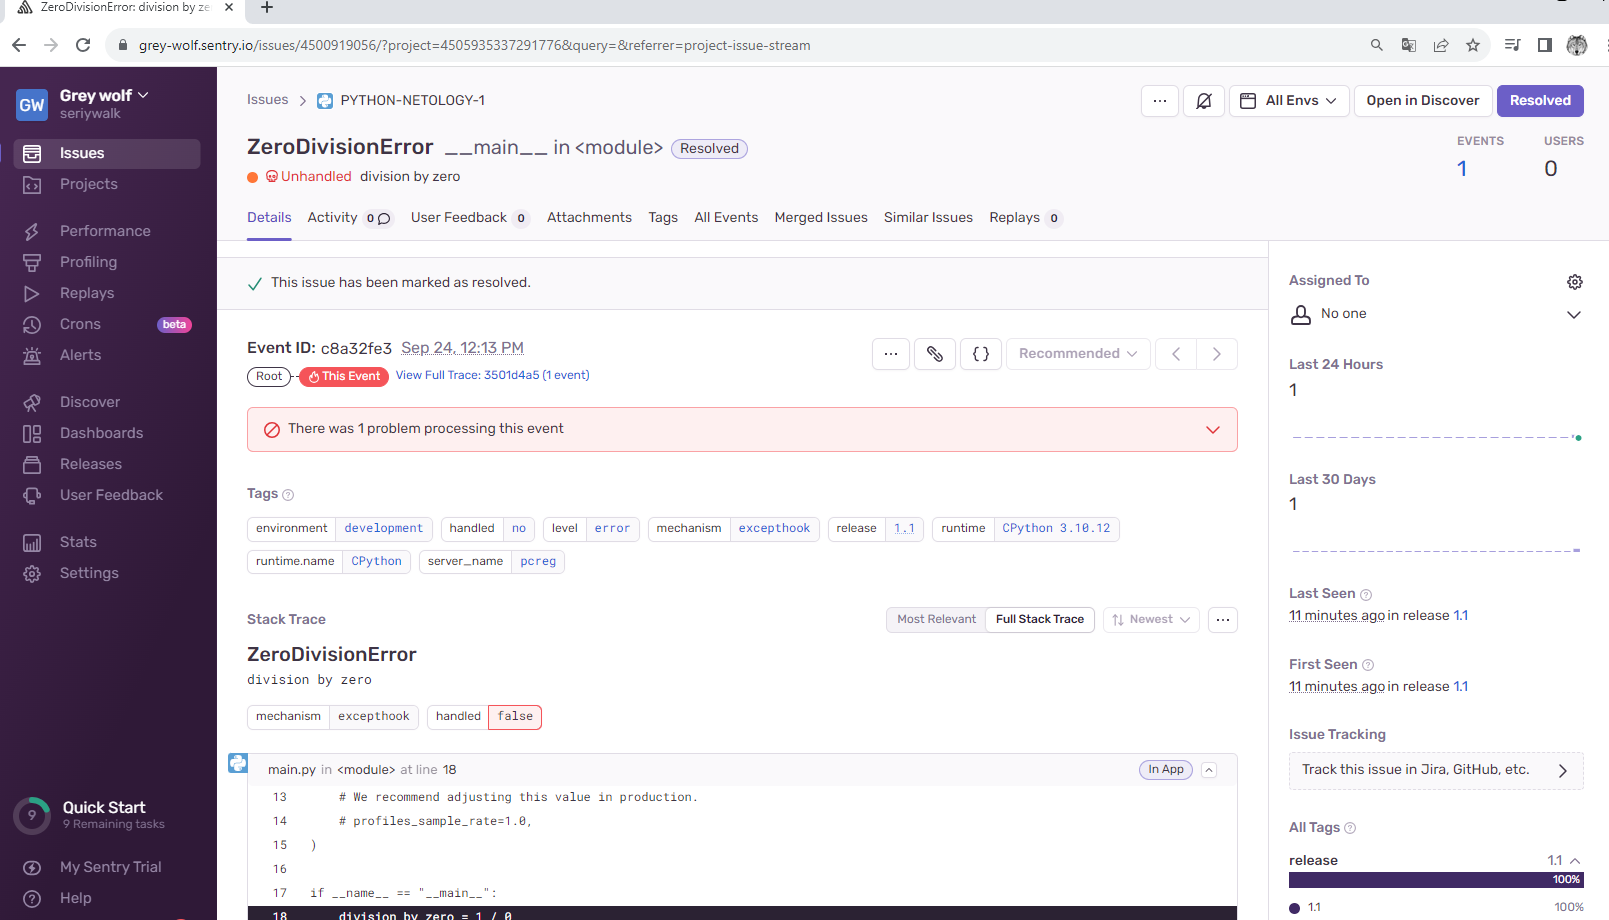 ZeroDivisionError: division by ze
grey-wolf.sentry.io/issues/4500919056/?project=4505935337291776&query=&referrer=project-issue-stream
GW
Grey wolf
seriywalk
Issues
Projects
Performance
Profiling
Replays
Crons beta
Alerts
Discover
Dashboards
Releases
User Feedback
Stats
Settings
9
Quick Start
9 Remaining tasks
My Sentry Trial
Help
Issues > PYTHON-NETOLOGY-1
... All Envs Open in Discover Resolved
ZeroDivisionError __main__ in <module> Resolved
Unhandled division by zero
EVENTS USERS
1 0
Details Activity 0 User Feedback 0 Attachments Tags All Events Merged Issues Similar Issues Replays 0
This issue has been marked as resolved.
Event ID: c8a32fe3 Sep 24, 12:13 PM
Root This Event View Full Trace: 3501d4a5 (1 event)
... {} Recommended < >
There was 1 problem processing this event
Tags ?
environment development handled no level error mechanism excepthook release 1.1 runtime CPython 3.10.12
runtime.name CPython server_name pcreg
Stack Trace Most Relevant Full Stack Trace Newest ...
ZeroDivisionError
division by zero
mechanism excepthook handled false
main.py in <module> at line 18 In App
13 # We recommend adjusting this value in production.
14 # profiles_sample_rate=1.0,
15 )
16
17 if __name__ == "__main__":
18 division_by_zero = 1 / 0
Assigned To
No one
Last 24 Hours
1
Last 30 Days
1
Last Seen ?
11 minutes ago in release 1.1
First Seen ?
11 minutes ago in release 1.1
Issue Tracking
Track this issue in Jira, GitHub, etc. >
All Tags ?
release 1.1
100%
1.1 100%